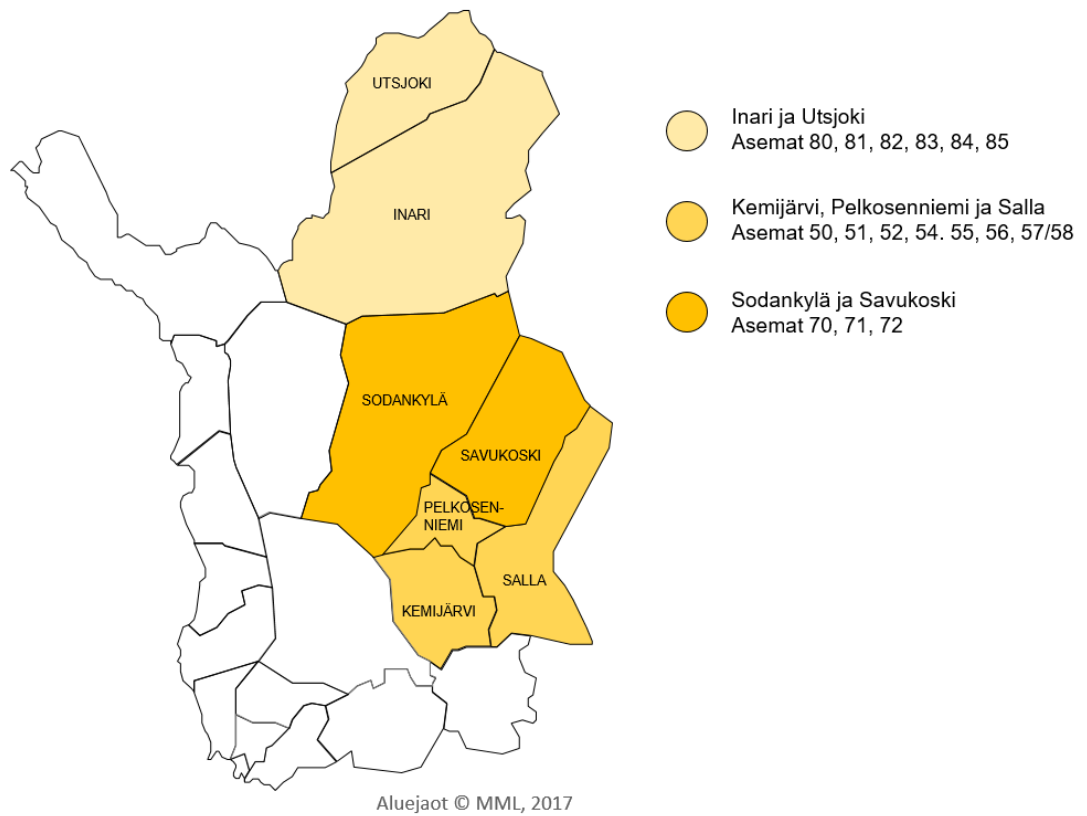 UTSJOKI
INARI
SODANKYLÄ
SAVUKOSKI
PELKOSEN-
NIEMI
SALLA
KEMIJÄRVI
Inari ja Utsjoki
Asemat 80, 81, 82, 83, 84, 85
Kemijärvi, Pelkosenniemi ja Salla
Asemat 50, 51, 52, 54. 55, 56, 57/58
Sodankylä ja Savukoski
Asemat 70, 71, 72
Aluejaot © MML, 2017